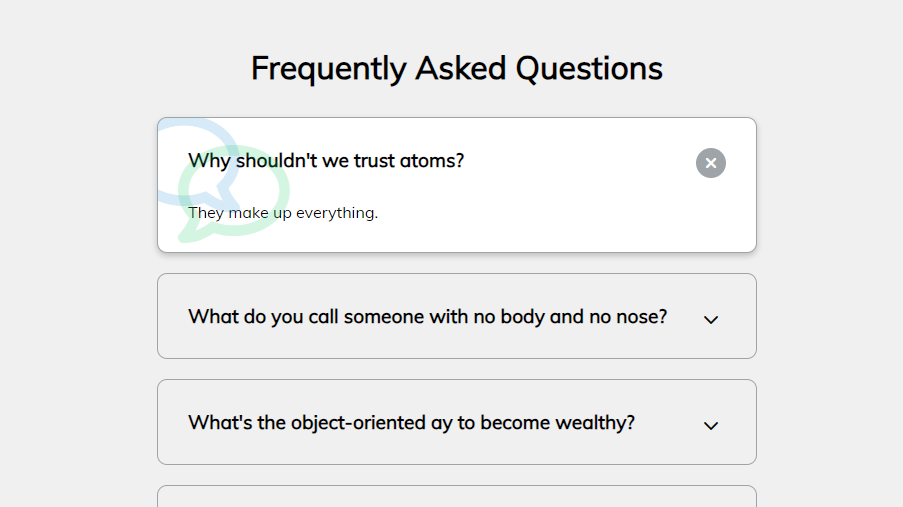 Frequently Asked Questions
Why shouldn't we trust atoms?
They make up everything.
What do you call someone with no body and no nose?
What's the object-oriented ay to become wealthy?